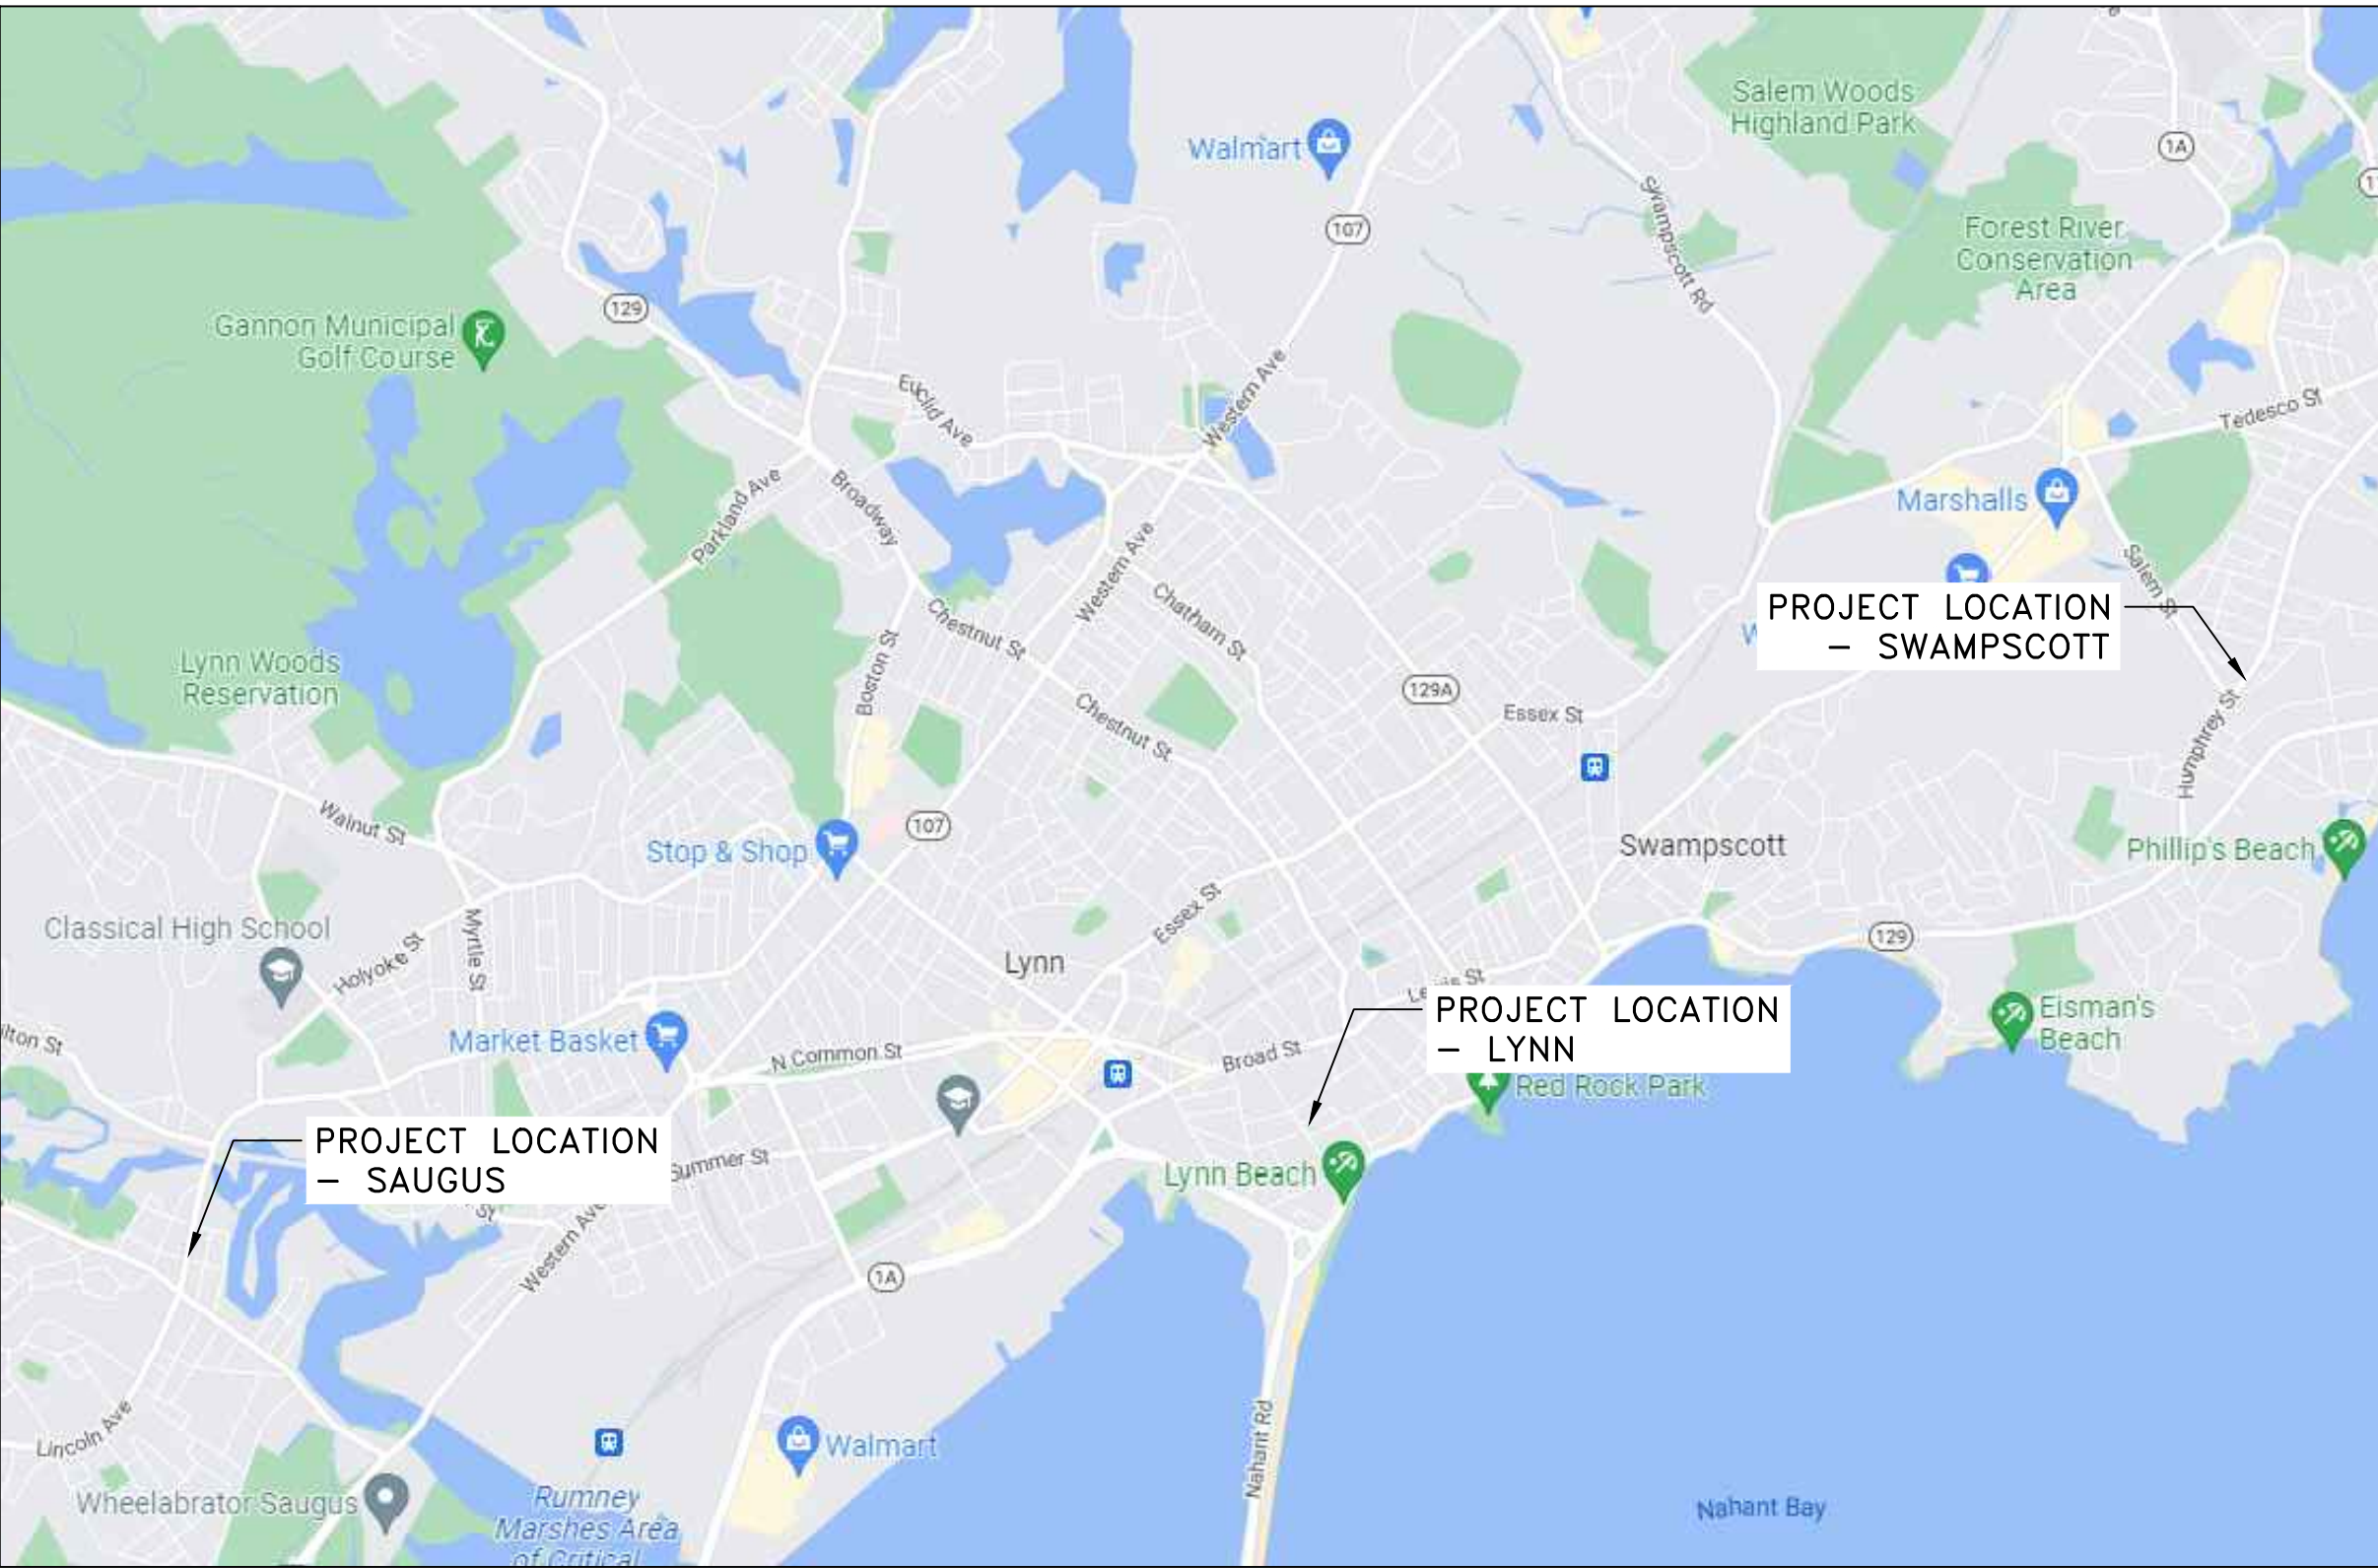 Salem Woods
Highland Park
1A
Walmart
107
Swampscott Rd
Forest River
Conservation
Area
129
Gannon Municipal
Golf Course
Euclid Ave
Western Ave
Tedesco St
Parkland Ave
Broadway
Marshalls
Western Ave
Salem St
Chatham St
Chestnut St
PROJECT LOCATION
– SWAMPSCOTT
Lynn Woods
Reservation
Boston St
129A
Essex St
Chestnut St
Humphrey St
Walnut St
107
Stop & Shop
Swampscott
Phillip's Beach
Classical High School
Essex St
Myrtle St
Holyoke St
Lynn
129
PROJECT LOCATION
– LYNN
Eisman's
Beach
Market Basket
N Common St
Broad St
Red Rock Park
PROJECT LOCATION
– SAUGUS
Summer St
Lynn Beach
St
Western Ave
1A
Lincoln Ave
Nahant Rd
Walmart
Wheelabrator Saugus
Rumney
Marshes Area
of Critical
Nahant Bay